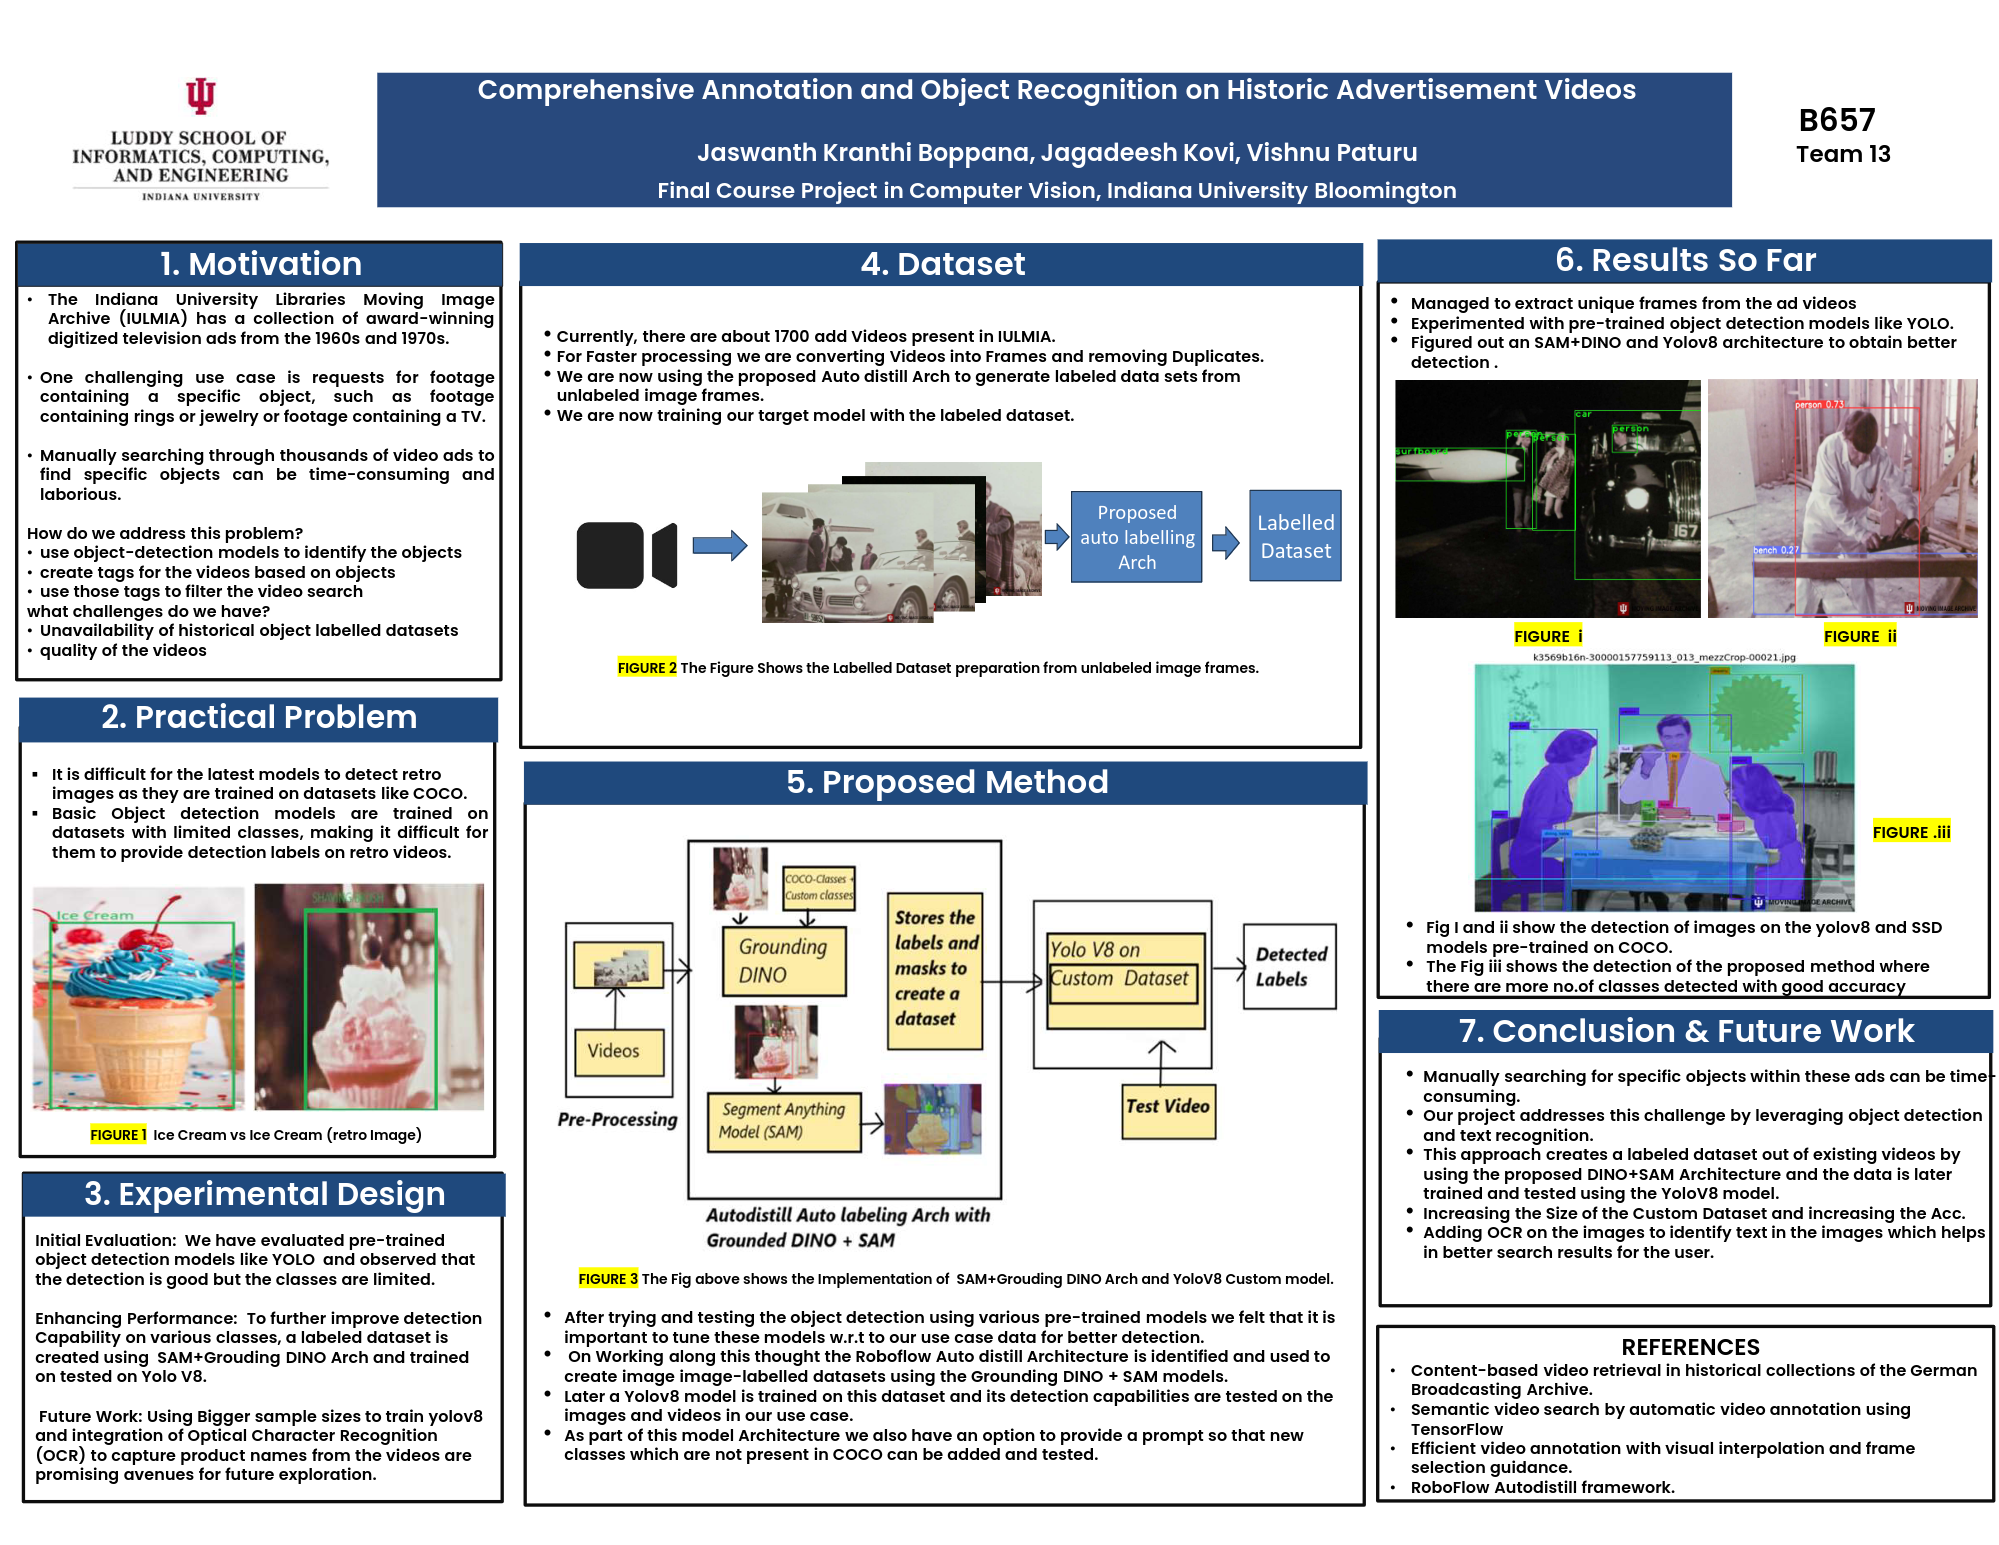 LUDDY SCHOOL OF
INFORMATICS, COMPUTING,
AND ENGINEERING
INDIANA UNIVERSITY
Comprehensive Annotation and Object Recognition on Historic Advertisement Videos
Jaswanth Kranthi Boppana, Jagadeesh Kovi, Vishnu Paturu
Final Course Project in Computer Vision, Indiana University Bloomington
B657
Team 13
1. Motivation
• The Indiana University Libraries Moving Image
Archive (IULMIA) has a collection of award-winning
digitized television ads from the 1960s and 1970s.
• One challenging use case is requests for footage
containing a specific object, such as footage
containing rings or jewelry or footage containing a TV.
• Manually searching through thousands of video ads to
find specific objects can be time-consuming and
laborious.
How do we address this problem?
• use object-detection models to identify the objects
• create tags for the videos based on objects
• use those tags to filter the video search
what challenges do we have?
• Unavailability of historical object labelled datasets
• quality of the videos
2. Practical Problem
▪ It is difficult for the latest models to detect retro
images as they are trained on datasets like COCO.
▪ Basic Object detection models are trained on
datasets with limited classes, making it difficult for
them to provide detection labels on retro videos.
Ice Cream
SHAVING BRUSH
FIGURE 1 Ice Cream vs Ice Cream (retro Image)
3. Experimental Design
Initial Evaluation: We have evaluated pre-trained
object detection models like YOLO and observed that
the detection is good but the classes are limited.
Enhancing Performance: To further improve detection
Capability on various classes, a labeled dataset is
created using SAM+Grouding DINO Arch and trained
on tested on Yolo V8.
Future Work: Using Bigger sample sizes to train yolov8
and integration of Optical Character Recognition
(OCR) to capture product names from the videos are
promising avenues for future exploration.
4. Dataset
• Currently, there are about 1700 add Videos present in IULMIA.
• For Faster processing we are converting Videos into Frames and removing Duplicates.
• We are now using the proposed Auto distill Arch to generate labeled data sets from
unlabeled image frames.
• We are now training our target model with the labeled dataset.
Proposed
auto labelling
Arch
Labelled
Dataset
FIGURE 2 The Figure Shows the Labelled Dataset preparation from unlabeled image frames.
5. Proposed Method
Videos
Pre-Processing
COCO-Classes +
Custom classes
Grounding
DINO
Segment Anything
Model (SAM)
Stores the
labels and
masks to
create a
dataset
Autodistill Auto labeling Arch with
Grounded DINO + SAM
Yolo V8 on
Custom Dataset
Test Video
Detected
Labels
FIGURE 3 The Fig above shows the Implementation of SAM+Grouding DINO Arch and YoloV8 Custom model.
• After trying and testing the object detection using various pre-trained models we felt that it is
important to tune these models w.r.t to our use case data for better detection.
• On Working along this thought the Roboflow Auto distill Architecture is identified and used to
create image image-labelled datasets using the Grounding DINO + SAM models.
• Later a Yolov8 model is trained on this dataset and its detection capabilities are tested on the
images and videos in our use case.
• As part of this model Architecture we also have an option to provide a prompt so that new
classes which are not present in COCO can be added and tested.
6. Results So Far
• Managed to extract unique frames from the ad videos
• Experimented with pre-trained object detection models like YOLO.
• Figured out an SAM+DINO and Yolov8 architecture to obtain better
detection .
surfboard
person
person
car
person
167
person 0.73
bench 0.27
MOVING IMAGE ARCHIVE
FIGURE i
FIGURE ii
k3569b16n-30000157759113_013_mezzCrop-00021.jpg
MOVING IMAGE ARCHIVE
FIGURE .iii
• Fig I and ii show the detection of images on the yolov8 and SSD
models pre-trained on COCO.
• The Fig iii shows the detection of the proposed method where
there are more no.of classes detected with good accuracy
7. Conclusion & Future Work
• Manually searching for specific objects within these ads can be time-
consuming.
• Our project addresses this challenge by leveraging object detection
and text recognition.
• This approach creates a labeled dataset out of existing videos by
using the proposed DINO+SAM Architecture and the data is later
trained and tested using the YoloV8 model.
• Increasing the Size of the Custom Dataset and increasing the Acc.
• Adding OCR on the images to identify text in the images which helps
in better search results for the user.
REFERENCES
• Content-based video retrieval in historical collections of the German
Broadcasting Archive.
• Semantic video search by automatic video annotation using
TensorFlow
• Efficient video annotation with visual interpolation and frame
selection guidance.
• RoboFlow Autodistill framework.